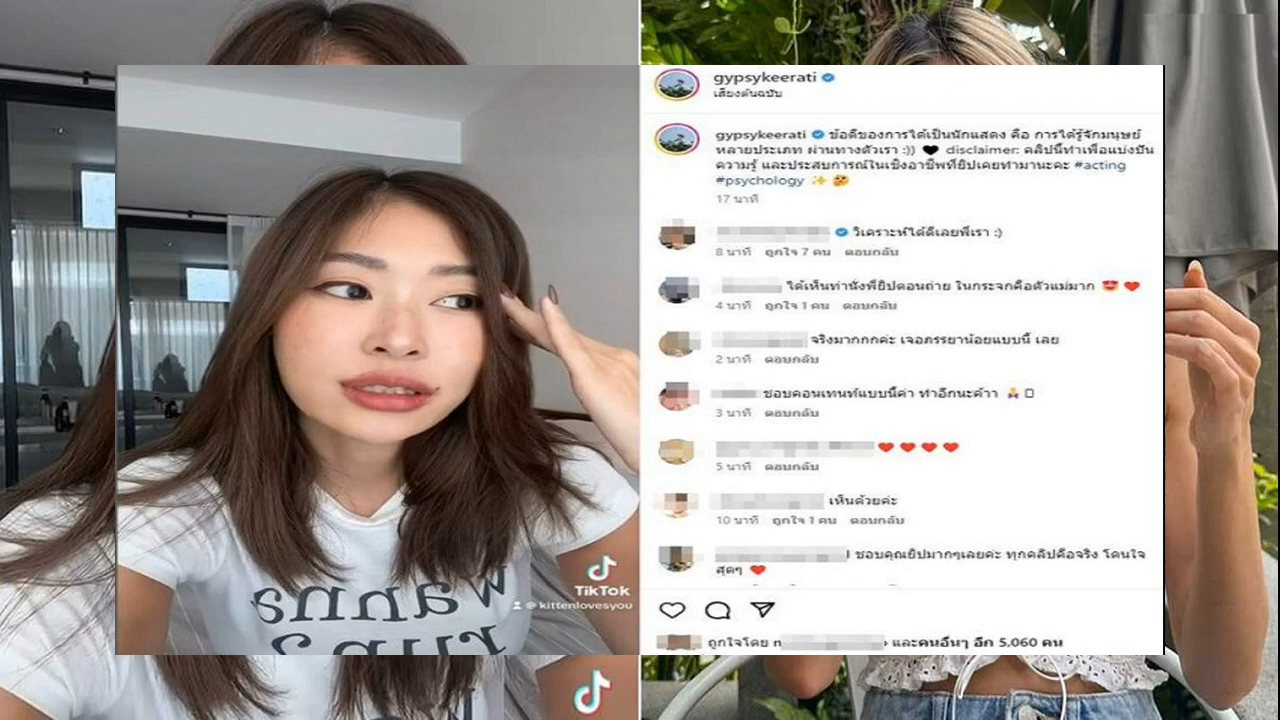 gypsykeerati
เสียงต้นฉบับ
gypsykeerati ข้อดีของการได้เป็นนักแสดง คือ การได้รู้จักมนุษย์
หลายประเภท ผ่านทางตัวเรา :)) 🖤 disclaimer: คลิปนี้ทำเพื่อแบ่งปัน
ความรู้ และประสบการณ์ในเชิงอาชีพที่ยิปเคยทำมานะคะ #acting
#psychology ✨ 🤔
17 นาที
วิเคราะห์ได้ดีเลยพี่เรา :)
8 นาที ถูกใจ 7 คน ตอบกลับ
ได้เห็นท่านั่งพี่ยิปตอนถ่าย ในกระจกคือตัวแม่มาก 😍 ❤️
4 นาที ถูกใจ 1 คน ตอบกลับ
จริงมากกกค่ะ เจอภรรยาน้อยแบบนี้ เลย
2 นาที ตอบกลับ
ชอบคอนเทนท์แบบนี้ค่า ทำอีกนะค้าา
3 นาที ตอบกลับ
❤️ ❤️ ❤️ ❤️
5 นาที ตอบกลับ
เห็นด้วยค่ะ
10 นาที ถูกใจ 1 คน ตอบกลับ
ชอบคุณยิปมากๆเลยค่ะ ทุกคลิปคือจริง โดนใจ
สุดๆ ❤️
ถูกใจโดย และคนอื่นๆ อีก 5,060 คน
wanna
run?
TikTok
@kittenlovesyou